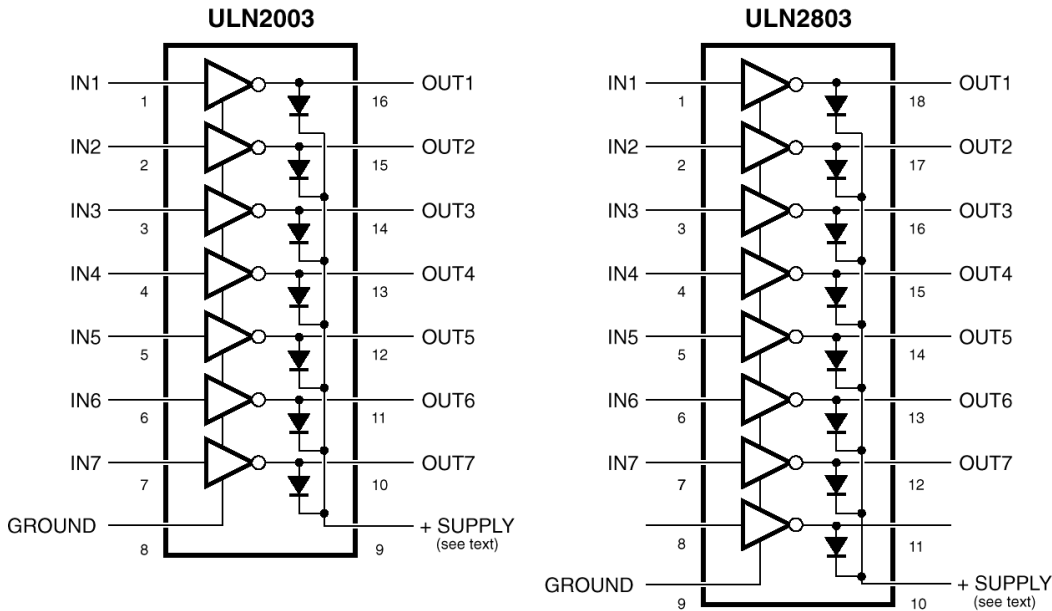 ULN2003
IN1
1
16
OUT1
IN2
2
15
OUT2
IN3
3
14
OUT3
IN4
4
13
OUT4
IN5
5
12
OUT5
IN6
6
11
OUT6
IN7
7
10
OUT7
GROUND
8
9
+ SUPPLY
(see text)
ULN2803
IN1
1
18
OUT1
IN2
2
17
OUT2
IN3
3
16
OUT3
IN4
4
15
OUT4
IN5
5
14
OUT5
IN6
6
13
OUT6
IN7
7
12
OUT7
8
11
GROUND
9
10
+ SUPPLY
(see text)